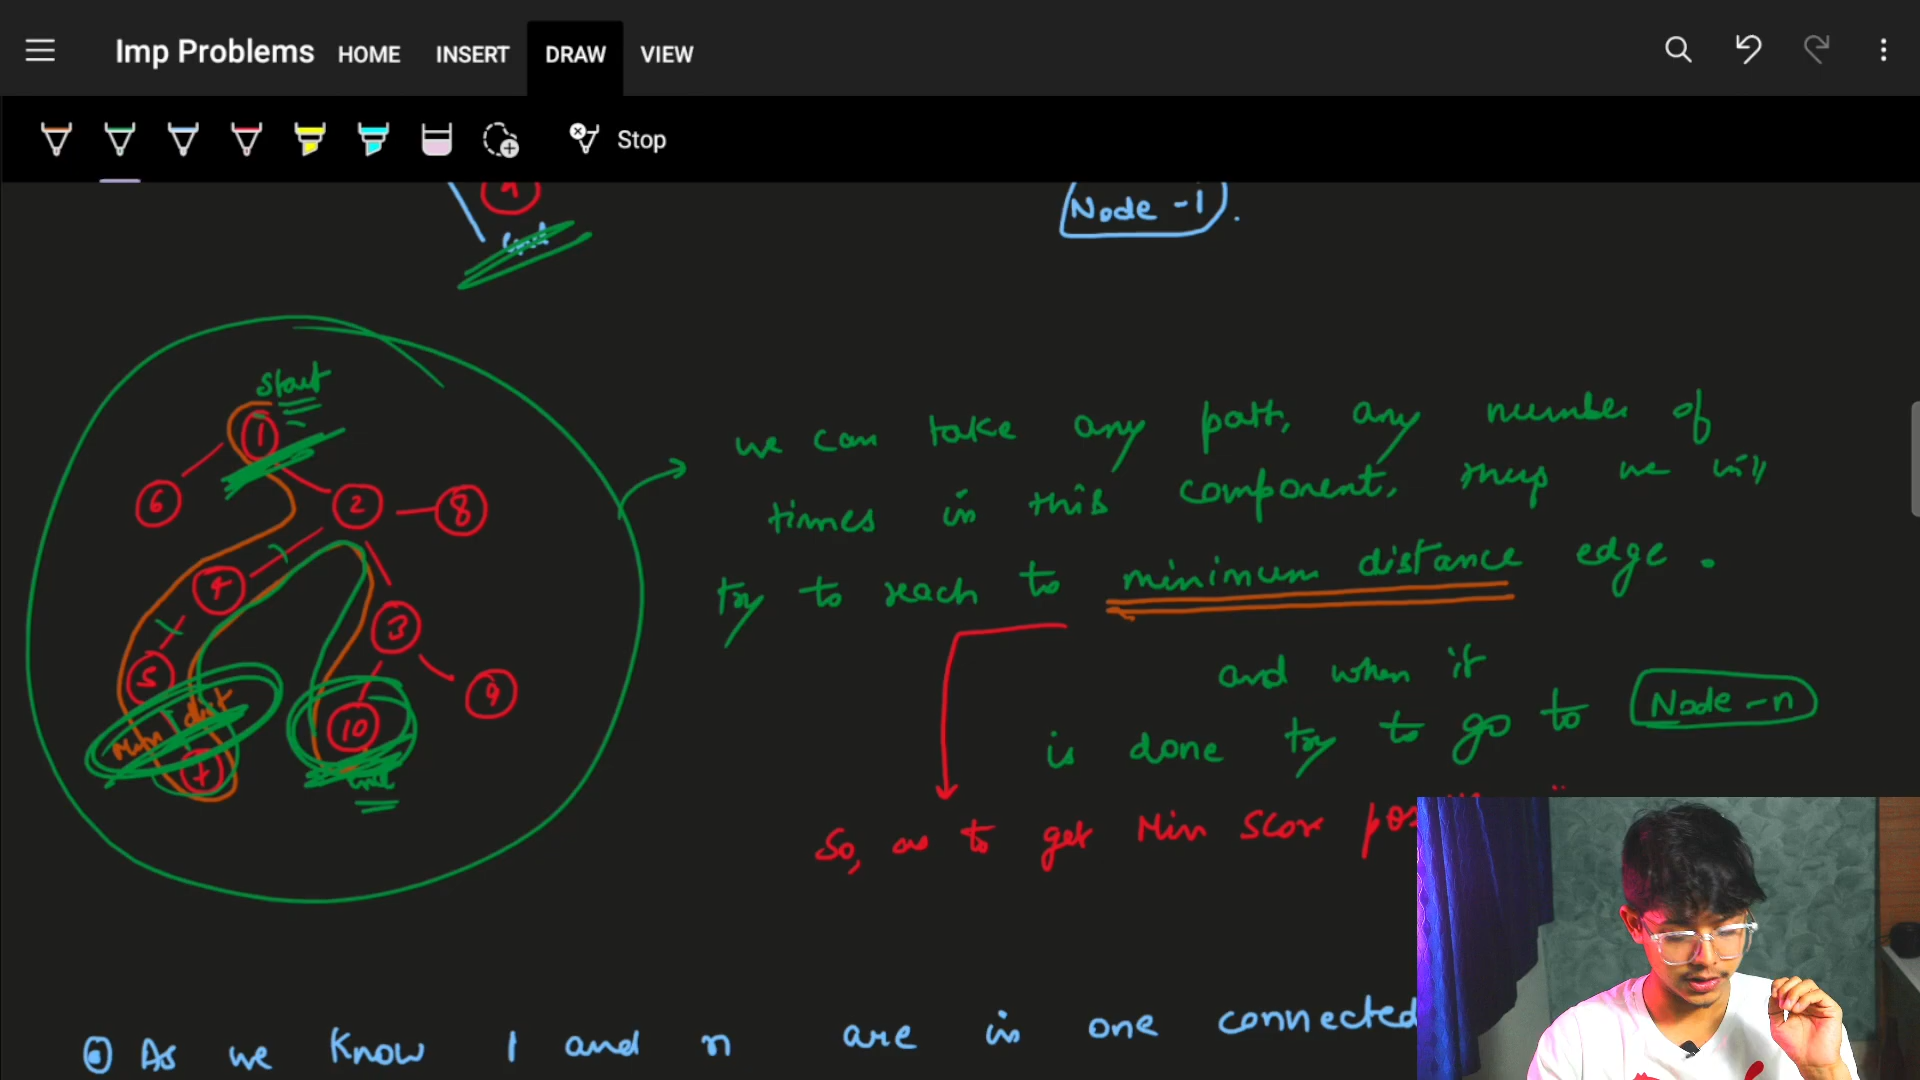 Imp Problems HOME INSERT DRAW VIEW
Stop
Node -1.
start
1
6 2 8
4
3
5
9
Min dist
10
7
we can take any path, any number of
times in this component, thus we will
try to reach to minimum distance edge.
and when it
is done try to go to Node -n
So, as to get Min Score
As we know 1 and n are in one connected